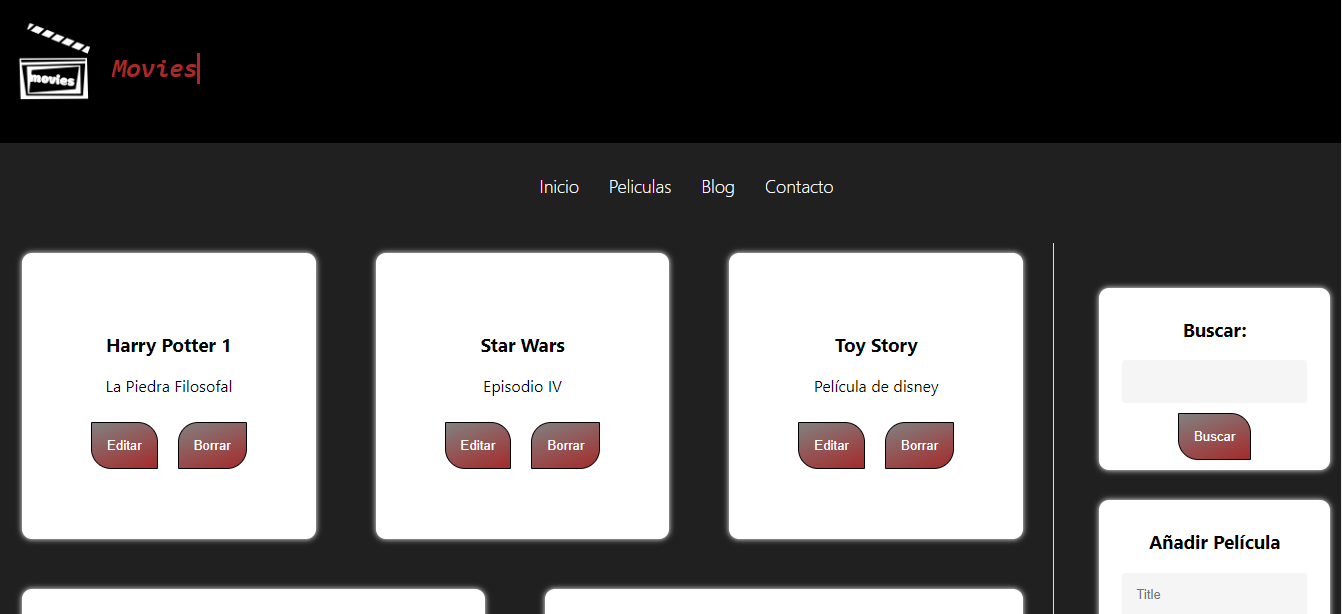 movies
Movies
Inicio Peliculas Blog Contacto
Harry Potter 1
La Piedra Filosofal
Editar Borrar
Star Wars
Episodio IV
Editar Borrar
Toy Story
Película de disney
Editar Borrar
Buscar:
Buscar
Añadir Película
Title